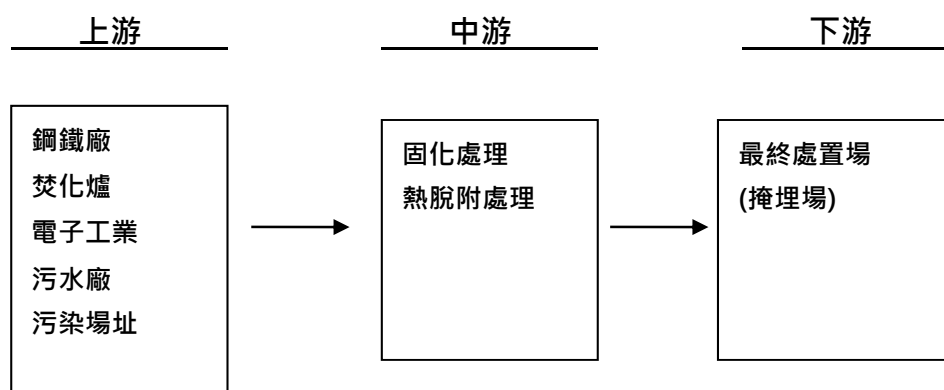 上游
中游
下游
鋼鐵廠
焚化爐
電子工業
污水廠
污染場址
固化處理
熱脫附處理
最終處置場
(掩埋場)